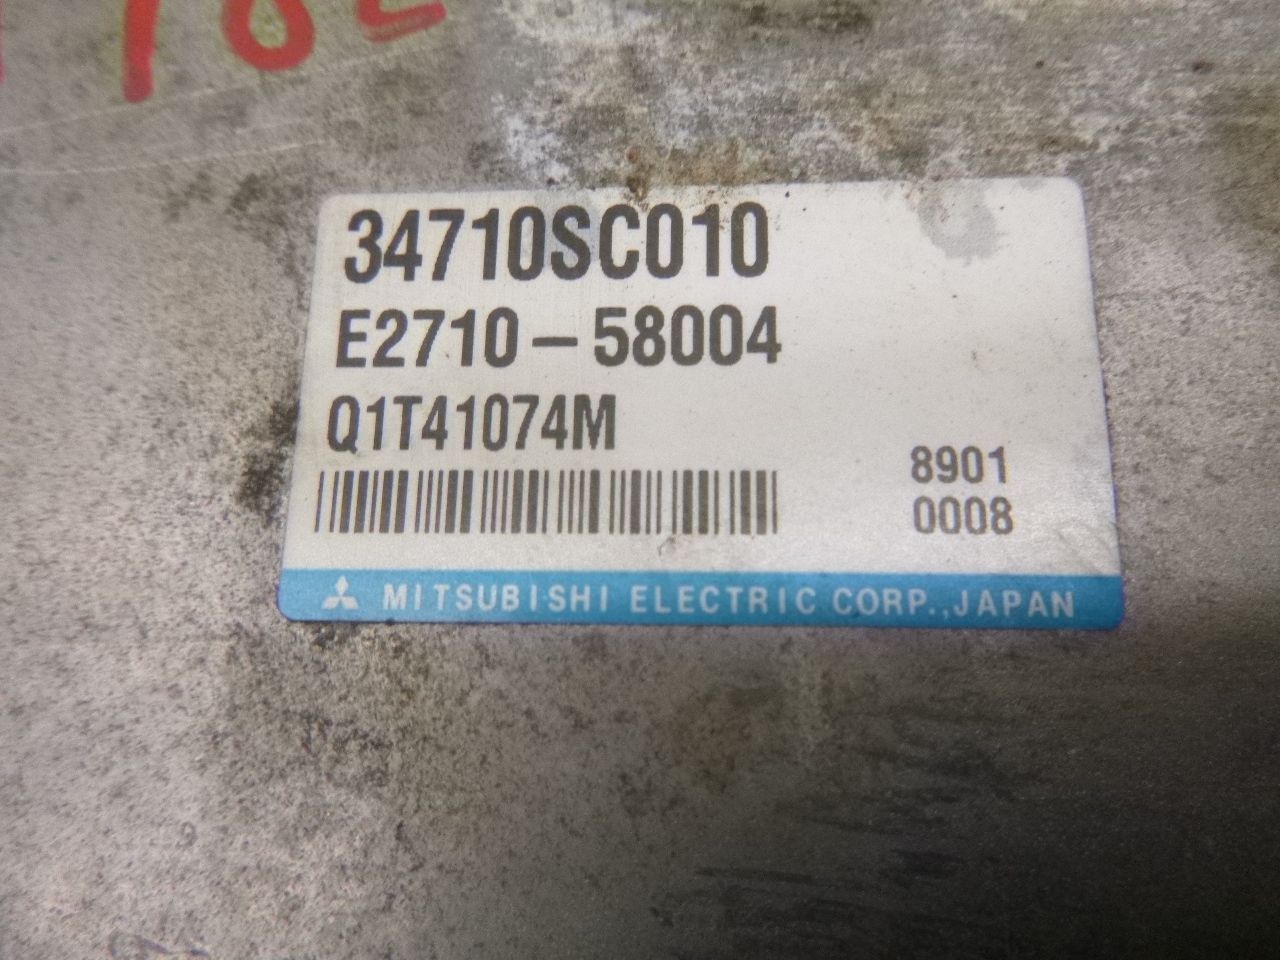 34710SC010
E2710-58004
Q1T41074M
8901
0008
MITSUBISHI ELECTRIC CORP.,JAPAN